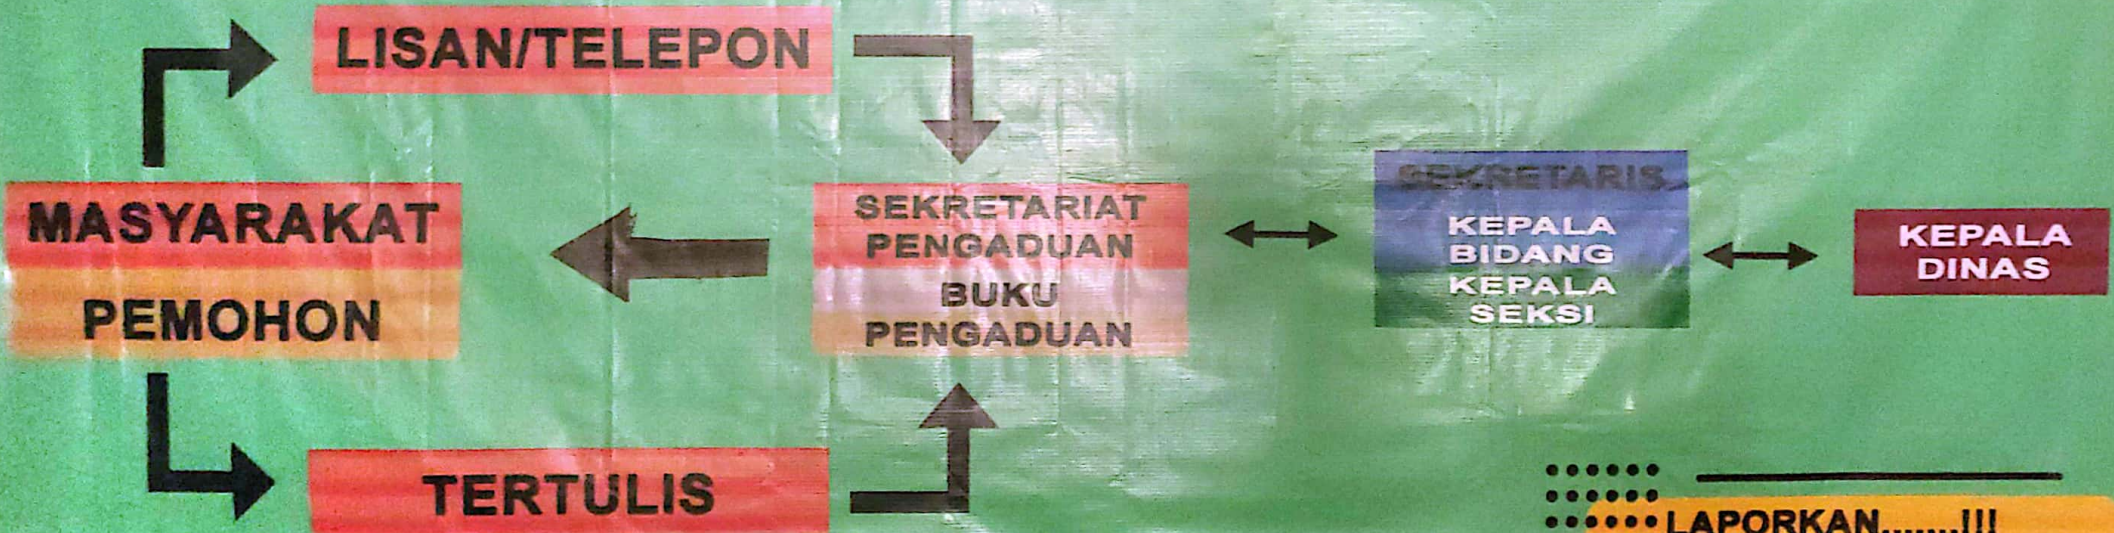 LISAN/TELEPON
MASYARAKAT
PEMOHON
TERTULIS
SEKRETARIAT
PENGADUAN
BUKU
PENGADUAN
SEKRETARIS
KEPALA
BIDANG
KEPALA
SEKSI
KEPALA
DINAS
LAPORKAN.......!!!